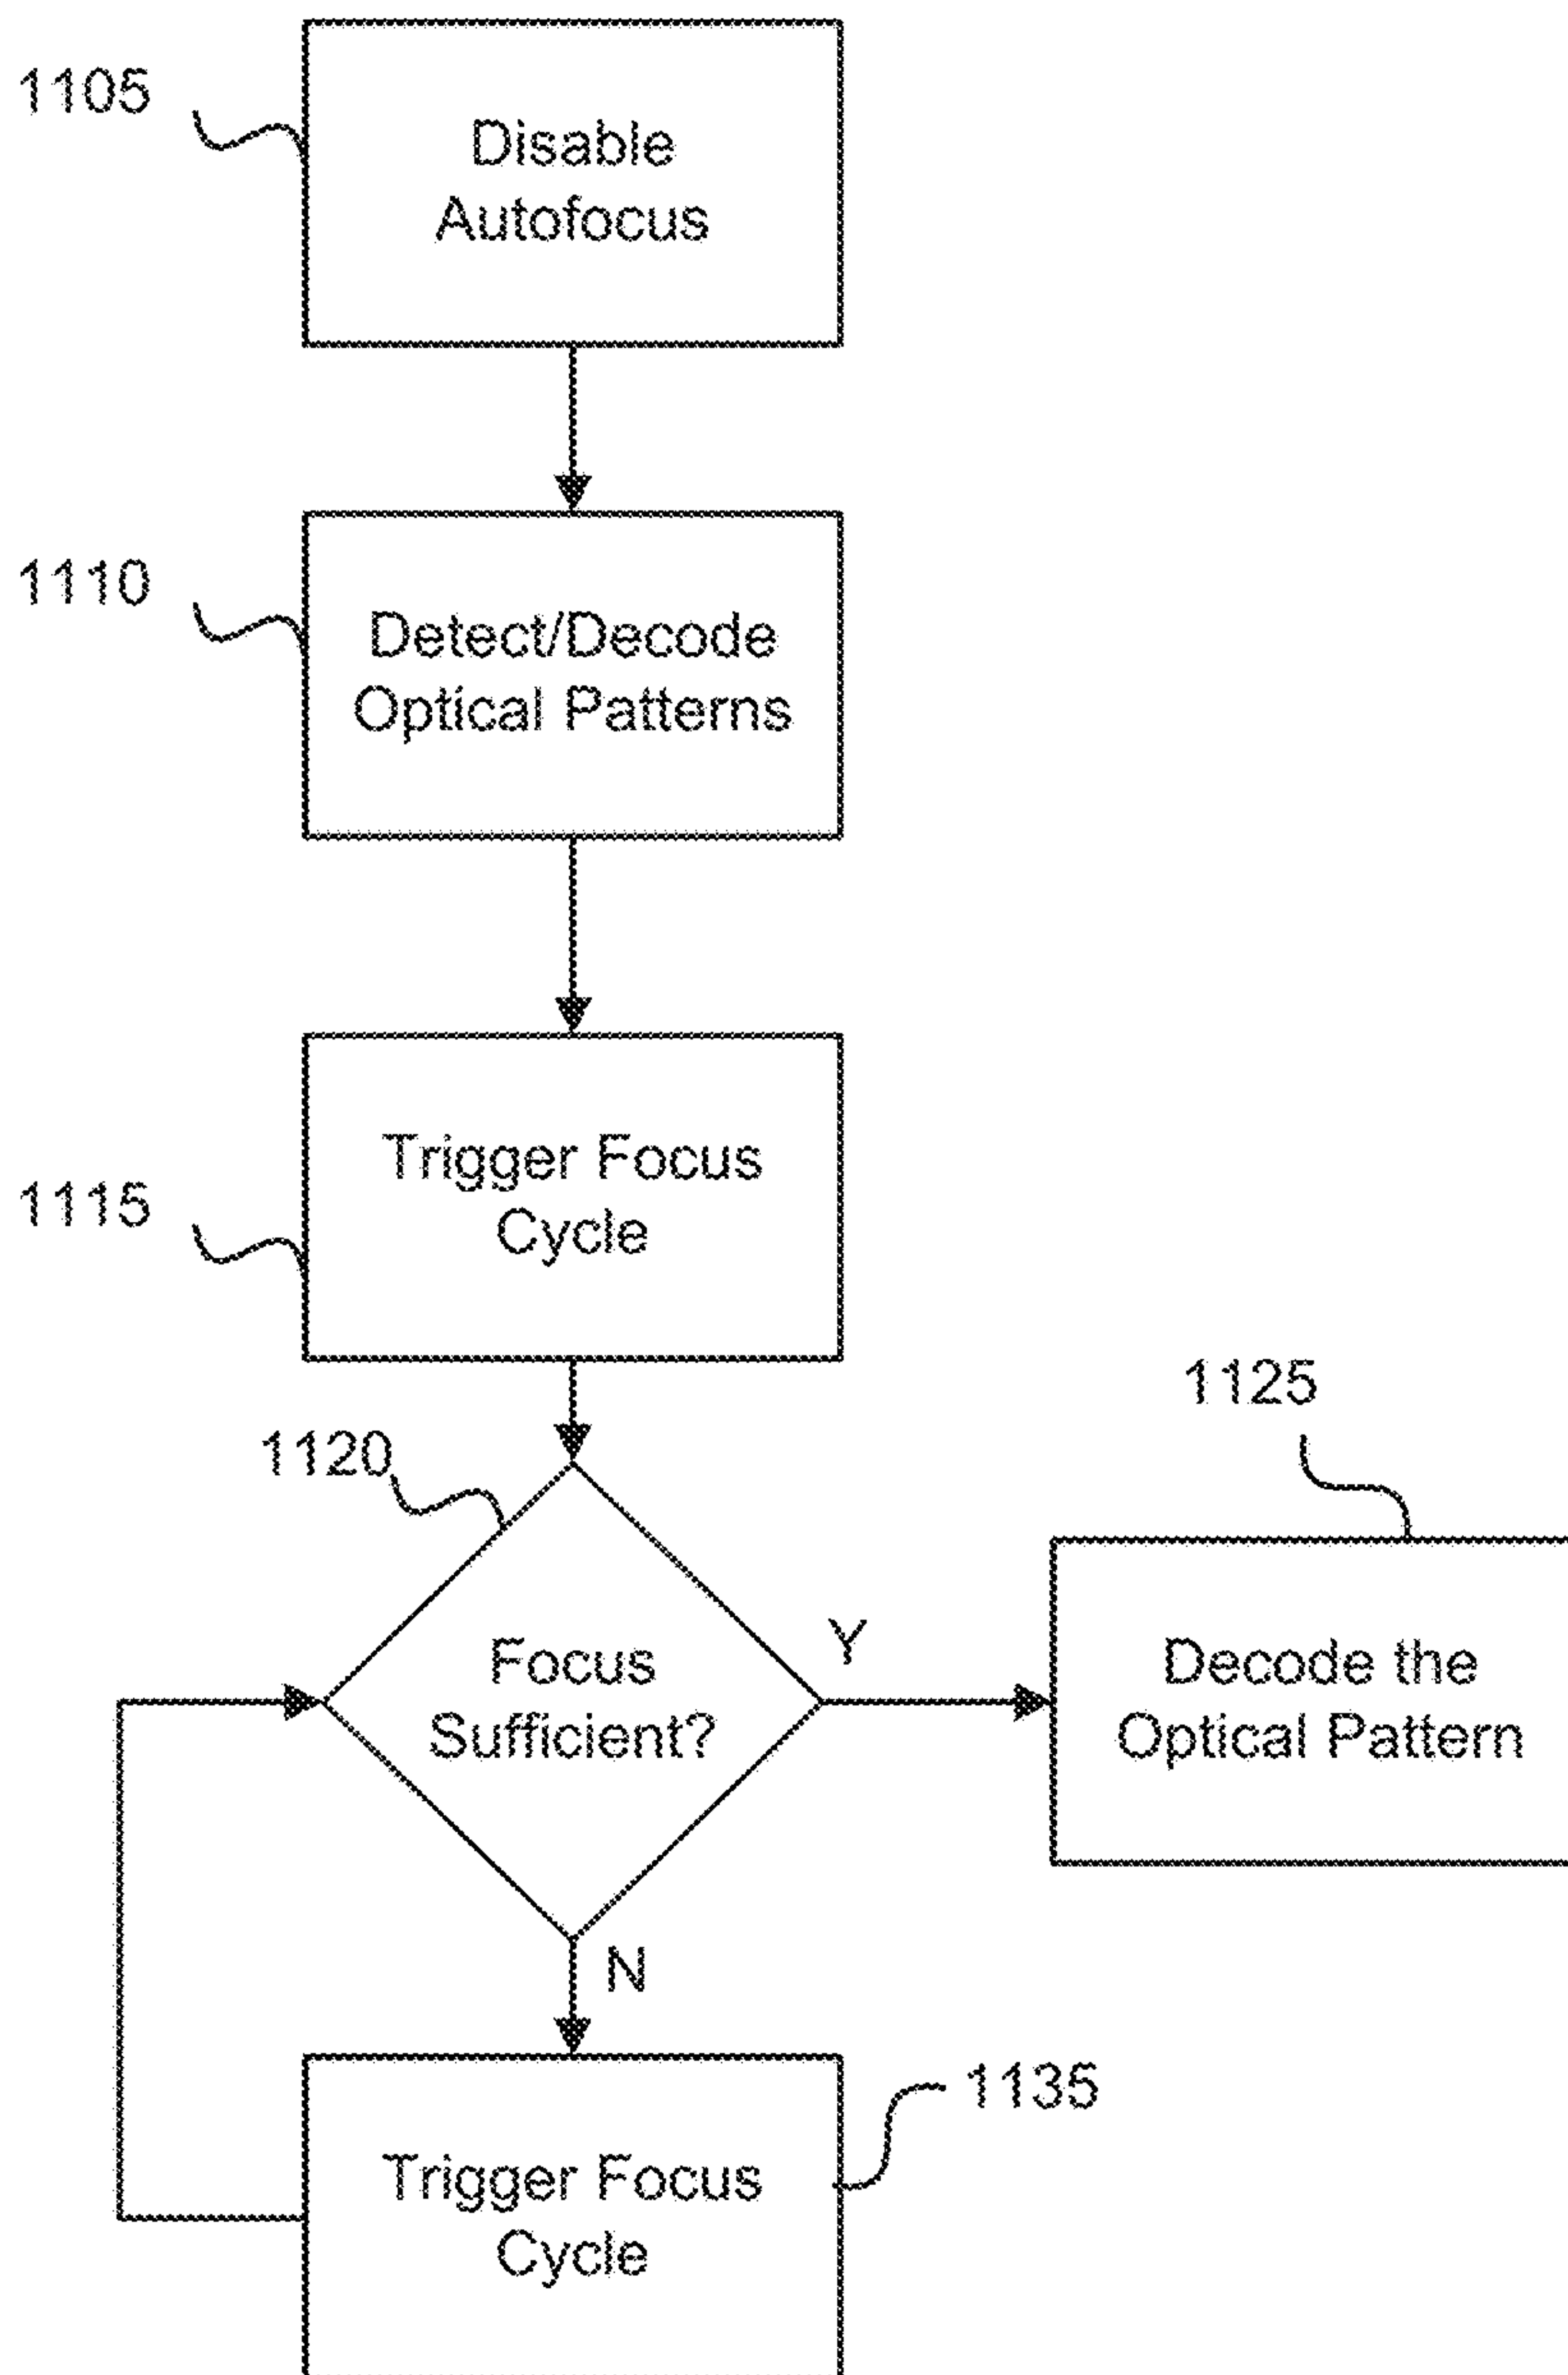 1105
Disable
Autofocus
1110
Detect/Decode
Optical Patterns
Trigger Focus
Cycle
1115
1125
1120
Focus
Sufficient?
Y
Decode the
Optical Pattern
N
1135
Trigger Focus
Cycle